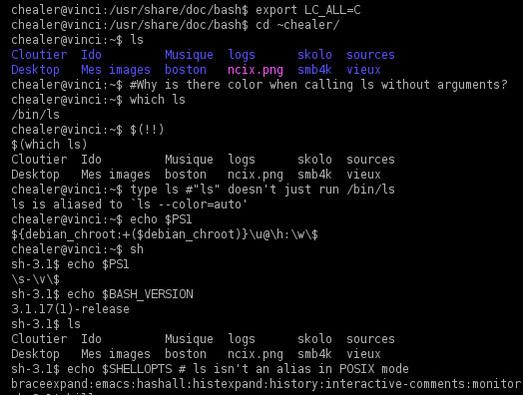 chealer@vinci:/usr/share/doc/bash$ export LC_ALL=C
chealer@vinci:/usr/share/doc/bash$ cd ~chealer/
chealer@vinci:~$ ls
Cloutier  Ido         Musique  logs      skolo  sources
Desktop   Mes images  boston   ncix.png  smb4k  vieux
chealer@vinci:~$ #Why is there color when calling ls without arguments?
chealer@vinci:~$ which ls
/bin/ls
chealer@vinci:~$ $(!!)
$(which ls)
Cloutier  Ido         Musique  logs      skolo  sources
Desktop   Mes images  boston   ncix.png  smb4k  vieux
chealer@vinci:~$ type ls #"ls" doesn't just run /bin/ls
ls is aliased to `ls --color=auto'
chealer@vinci:~$ echo $PS1
${debian_chroot:+($debian_chroot)}\u@\h:\w\$
chealer@vinci:~$ sh
sh-3.1$ echo $PS1
\s-\v\$
sh-3.1$ echo $BASH_VERSION
3.1.17(1)-release
sh-3.1$ ls
Cloutier  Ido         Musique  logs      skolo  sources
Desktop   Mes images  boston   ncix.png  smb4k  vieux
sh-3.1$ echo $SHELLOPTS # ls isn't an alias in POSIX mode
braceexpand:emacs:hashall:histexpand:history:interactive-comments:monitor